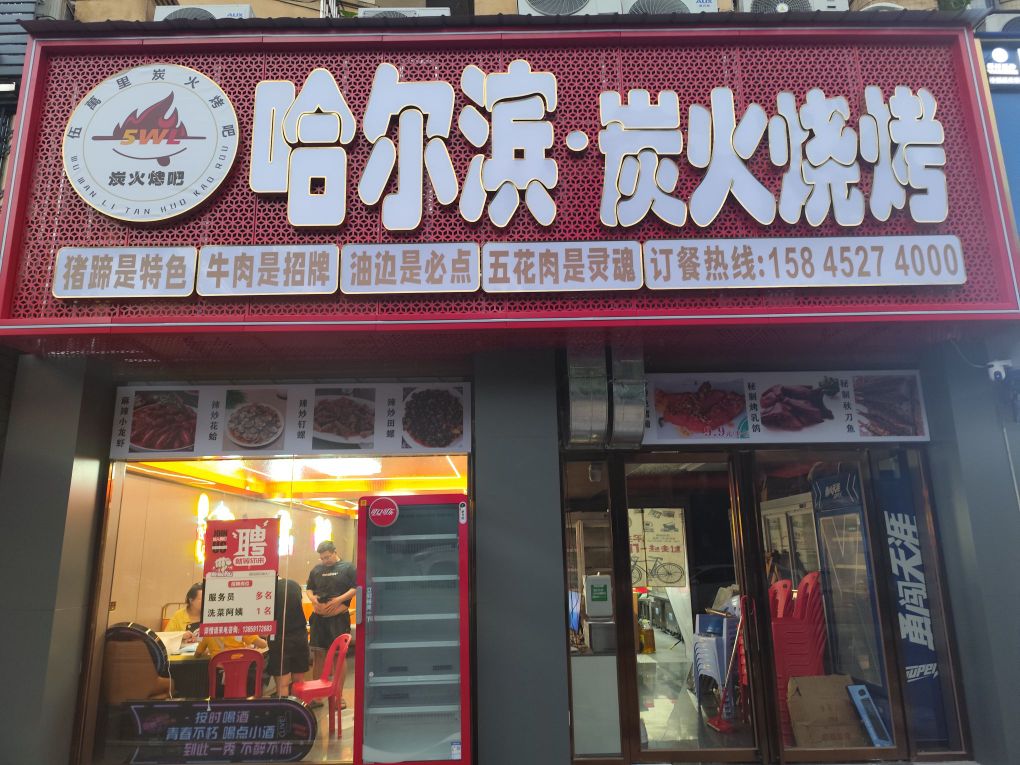 伍萬里炭火烤吧
5WL
炭火烤吧
WU WAN LI TAN HUO KAO ROU
哈尔滨·炭火烧烤
猪蹄是特色
牛肉是招牌
油边是必点
五花肉是灵魂
订餐热线:158 4527 4000
麻辣小龙虾
辣炒花蛤
辣炒钉螺
辣炒田螺
9.9元
秘制烤乳鸽
秘制秋刀鱼
聘
服务员 多名
洗菜阿姨 1名
按时喝酒
青春不朽 喝点小酒
到此一秀 不醉不休
勇闯天涯